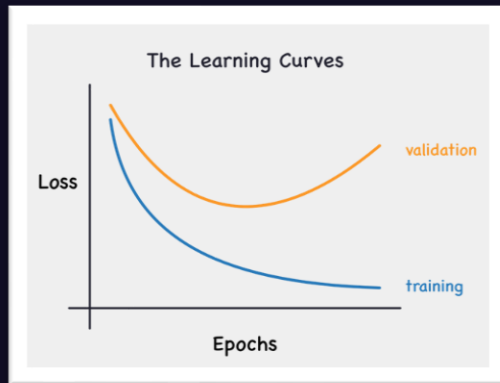 The Learning Curves
validation
Loss
training
Epochs